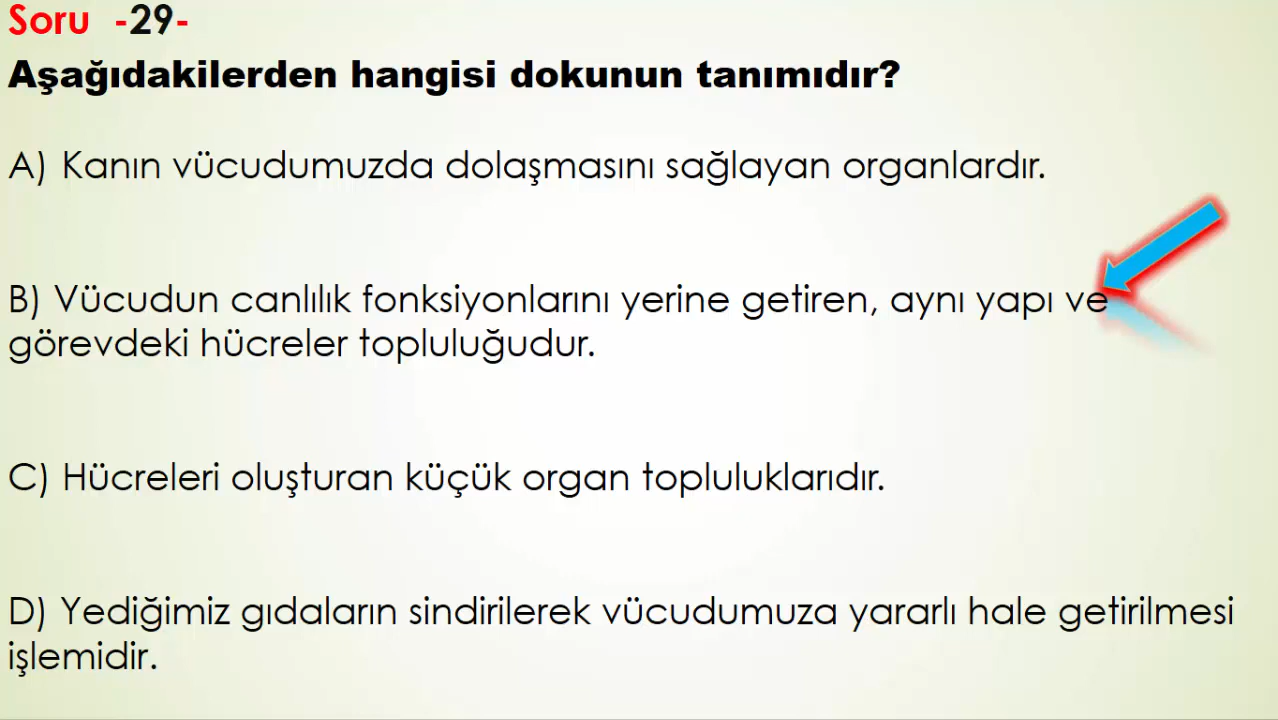 Soru -29-
Aşağıdakilerden hangisi dokunun tanımıdır?
A) Kanın vücudumuzda dolaşmasını sağlayan organlardır.
B) Vücudun canlılık fonksiyonlarını yerine getiren, aynı yapı ve
görevdeki hücreler topluluğudur.
C) Hücreleri oluşturan küçük organ topluluklarıdır.
D) Yediğimiz gıdaların sindirilerek vücudumuza yararlı hale getirilmesi
işlemidir.